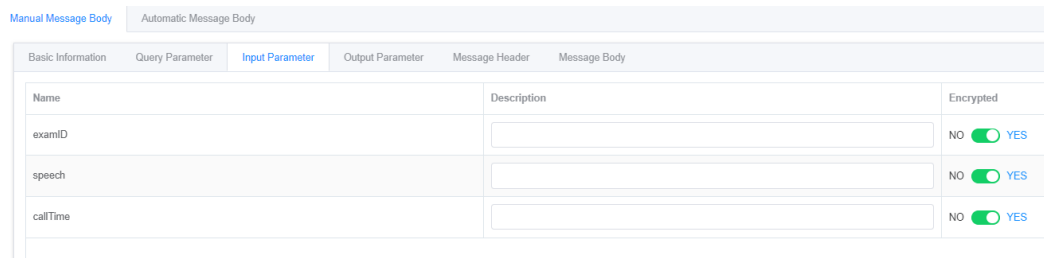 Manual Message Body Automatic Message Body
Basic Information Query Parameter Input Parameter Output Parameter Message Header Message Body
Name Description Encrypted
examID NO YES
speech NO YES
callTime NO YES